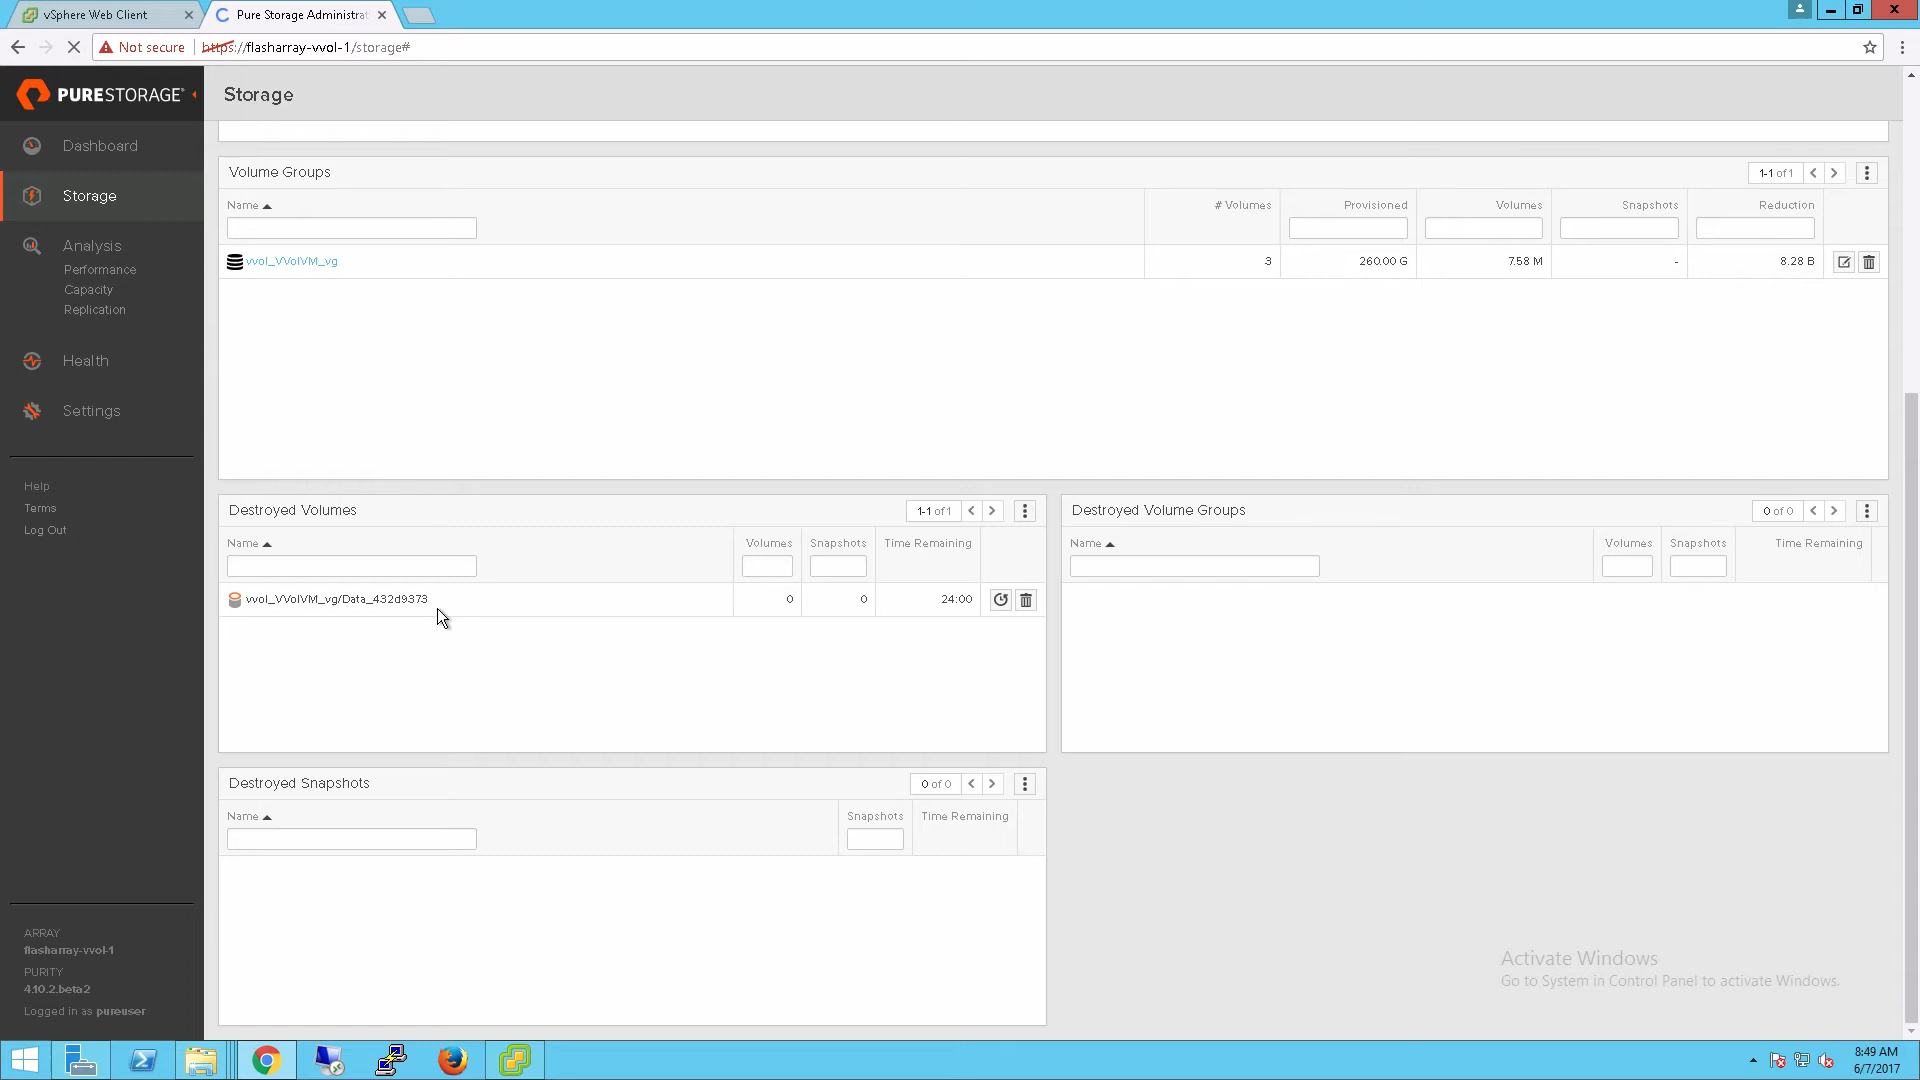 vSphere Web Client
Pure Storage Administrat
Not secure
https://flasharray-vvol-1/storage#
PURESTORAGE
Storage
Dashboard
Storage
Analysis
Performance
Capacity
Replication
Health
Settings
Help
Terms
Log Out
ARRAY
flasharray-vvol-1
PURITY
4.10.2.beta2
Logged in as pureuser
Volume Groups
1-1 of 1
Name # Volumes Provisioned Volumes Snapshots Reduction
vvol_VVolVM_vg 3 260.00 G 7.58 M - 8.28 B
Destroyed Volumes
1-1 of 1
Name Volumes Snapshots Time Remaining
vvol_VVolVM_vg/Data_432d9373 0 0 24:00
Destroyed Volume Groups
0 of 0
Name Volumes Snapshots Time Remaining
Destroyed Snapshots
0 of 0
Name Snapshots Time Remaining
Activate Windows
Go to System in Control Panel to activate Windows.
8:49 AM
6/7/2017